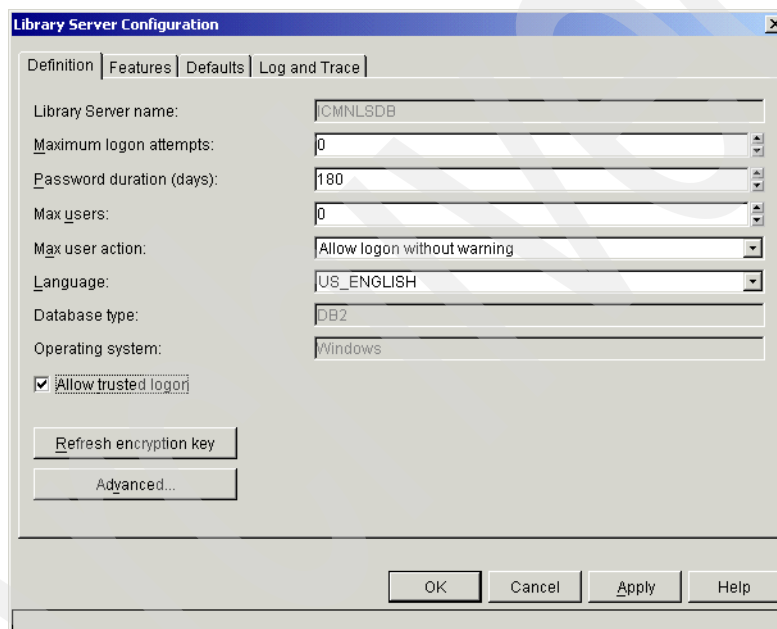 Library Server Configuration
Definition Features Defaults Log and Trace
Library Server name: ICMNLSDB
Maximum logon attempts: 0
Password duration (days): 180
Max users: 0
Max user action: Allow logon without warning
Language: US_ENGLISH
Database type: DB2
Operating system: Windows
Allow trusted logon
Refresh encryption key
Advanced...
OK Cancel Apply Help